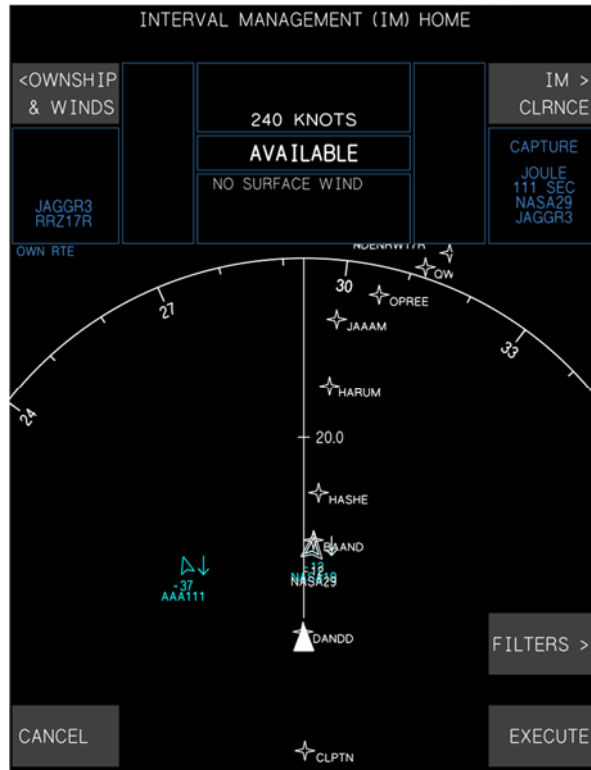 INTERVAL MANAGEMENT (IM) HOME
<OWNSHIP
& WINDS
IM >
CLRNCE
240 KNOTS
AVAILABLE
NO SURFACE WIND
CAPTURE
JOULE
111 SEC
NASA29
JAGGR3
JAGGR3
RRZ17R
OWN RTE
QW
30
OPREE
27
JAAAM
33
HARUM
24
20.0
HASHE
BAAND
-12
NASA29
-37
AAA111
DANDD
FILTERS >
CANCEL
EXECUTE
CLPTN